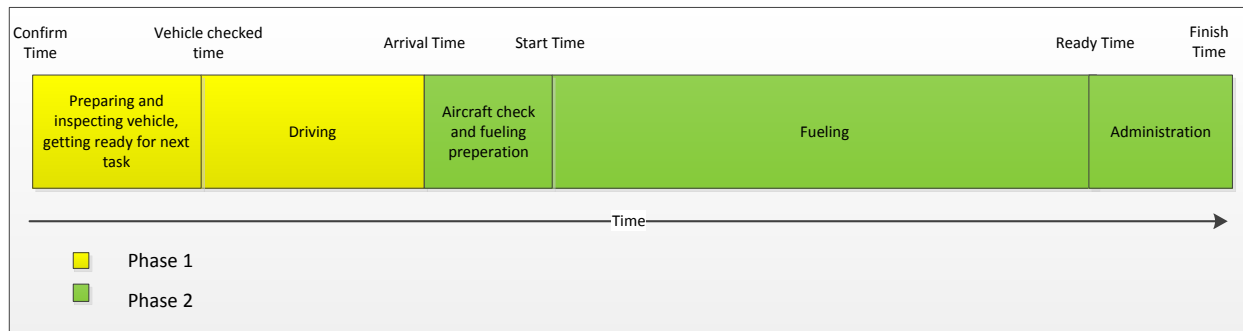 Confirm
Time
Vehicle checked
time
Arrival Time
Start Time
Ready Time
Finish
Time
Preparing and
inspecting vehicle,
getting ready for next
task
Driving
Aircraft check
and fueling
preperation
Fueling
Administration
Time
Phase 1
Phase 2